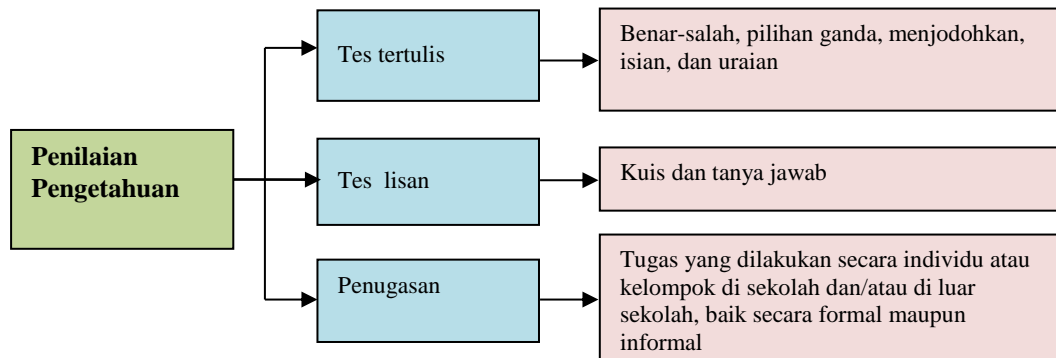 Penilaian
Pengetahuan
Tes tertulis
Benar-salah, pilihan ganda, menjodohkan,
isian, dan uraian
Tes lisan
Kuis dan tanya jawab
Penugasan
Tugas yang dilakukan secara individu atau
kelompok di sekolah dan/atau di luar
sekolah, baik secara formal maupun
informal